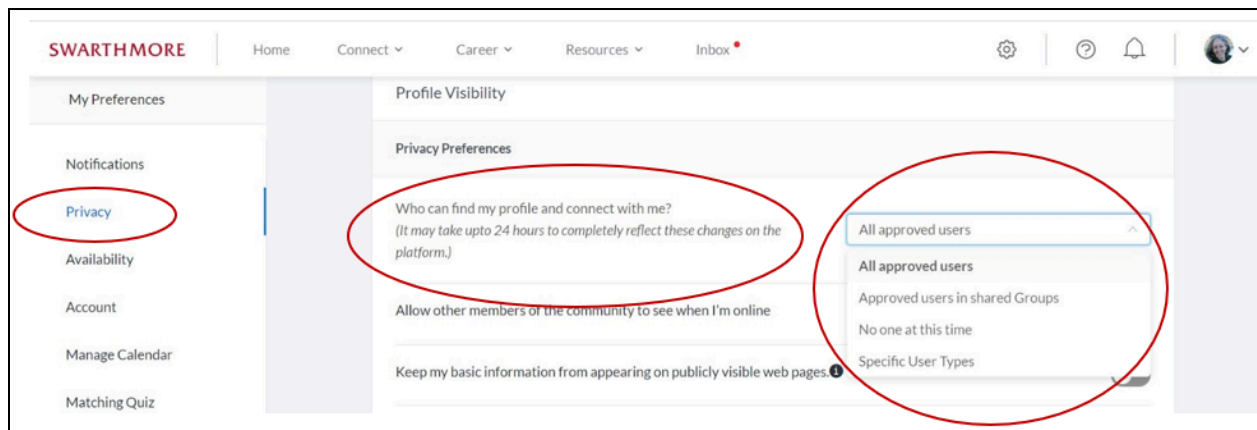 SWARTHMORE
Home
Connect
Career
Resources
Inbox
My Preferences
Notifications
Privacy
Availability
Account
Manage Calendar
Matching Quiz
Profile Visibility
Privacy Preferences
Who can find my profile and connect with me?
(It may take upto 24 hours to completely reflect these changes on the
platform.)
All approved users
All approved users
Approved users in shared Groups
No one at this time
Specific User Types
Allow other members of the community to see when I'm online
Keep my basic information from appearing on publicly visible web pages.